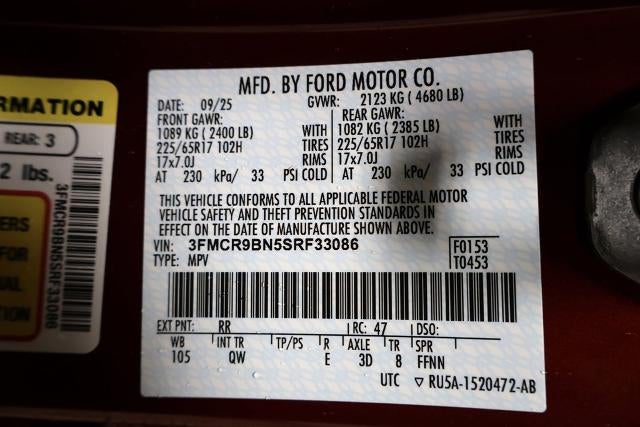 MFD. BY FORD MOTOR CO.
DATE: 09/25 GVWR: 2123 KG ( 4680 LB)
FRONT GAWR: REAR GAWR:
1089 KG ( 2400 LB) WITH 1082 KG ( 2385 LB) WITH
225/65R17 102H TIRES 225/65R17 102H TIRES
17x7.0J RIMS 17x7.0J RIMS
AT 230 kPa/ 33 PSI COLD AT 230 kPa/ 33 PSI COLD
THIS VEHICLE CONFORMS TO ALL APPLICABLE FEDERAL MOTOR
VEHICLE SAFETY AND THEFT PREVENTION STANDARDS IN
EFFECT ON THE DATE OF MANUFACTURE SHOWN ABOVE.
VIN: 3FMCR9BN5SRF33086 F0153
TYPE: MPV T0453
EXT PNT: RR RC: 47 DSO:
WB INT TR TP/PS R AXLE TR SPR
105 QW E 3D 8 FFNN
UTC ▽ RU5A-1520472-AB
RMATION
REAR: 3
2 lbs.
ERS
FOR
NAL
ON
3FMCR9BN5SRF33086